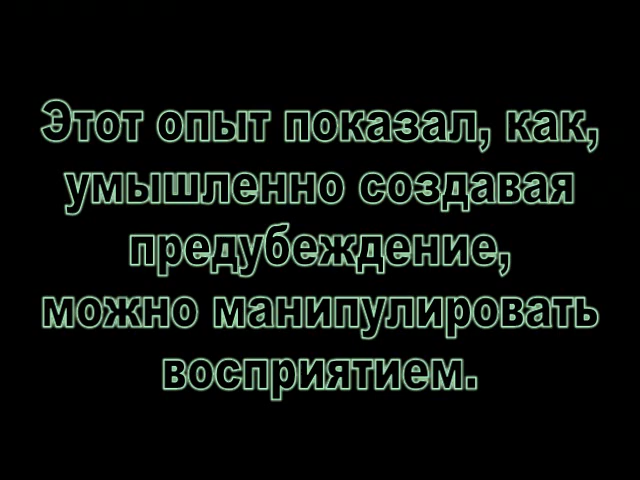 Этот опыт показал, как,
умышленно создавая
предубеждение,
можно манипулировать
восприятием.